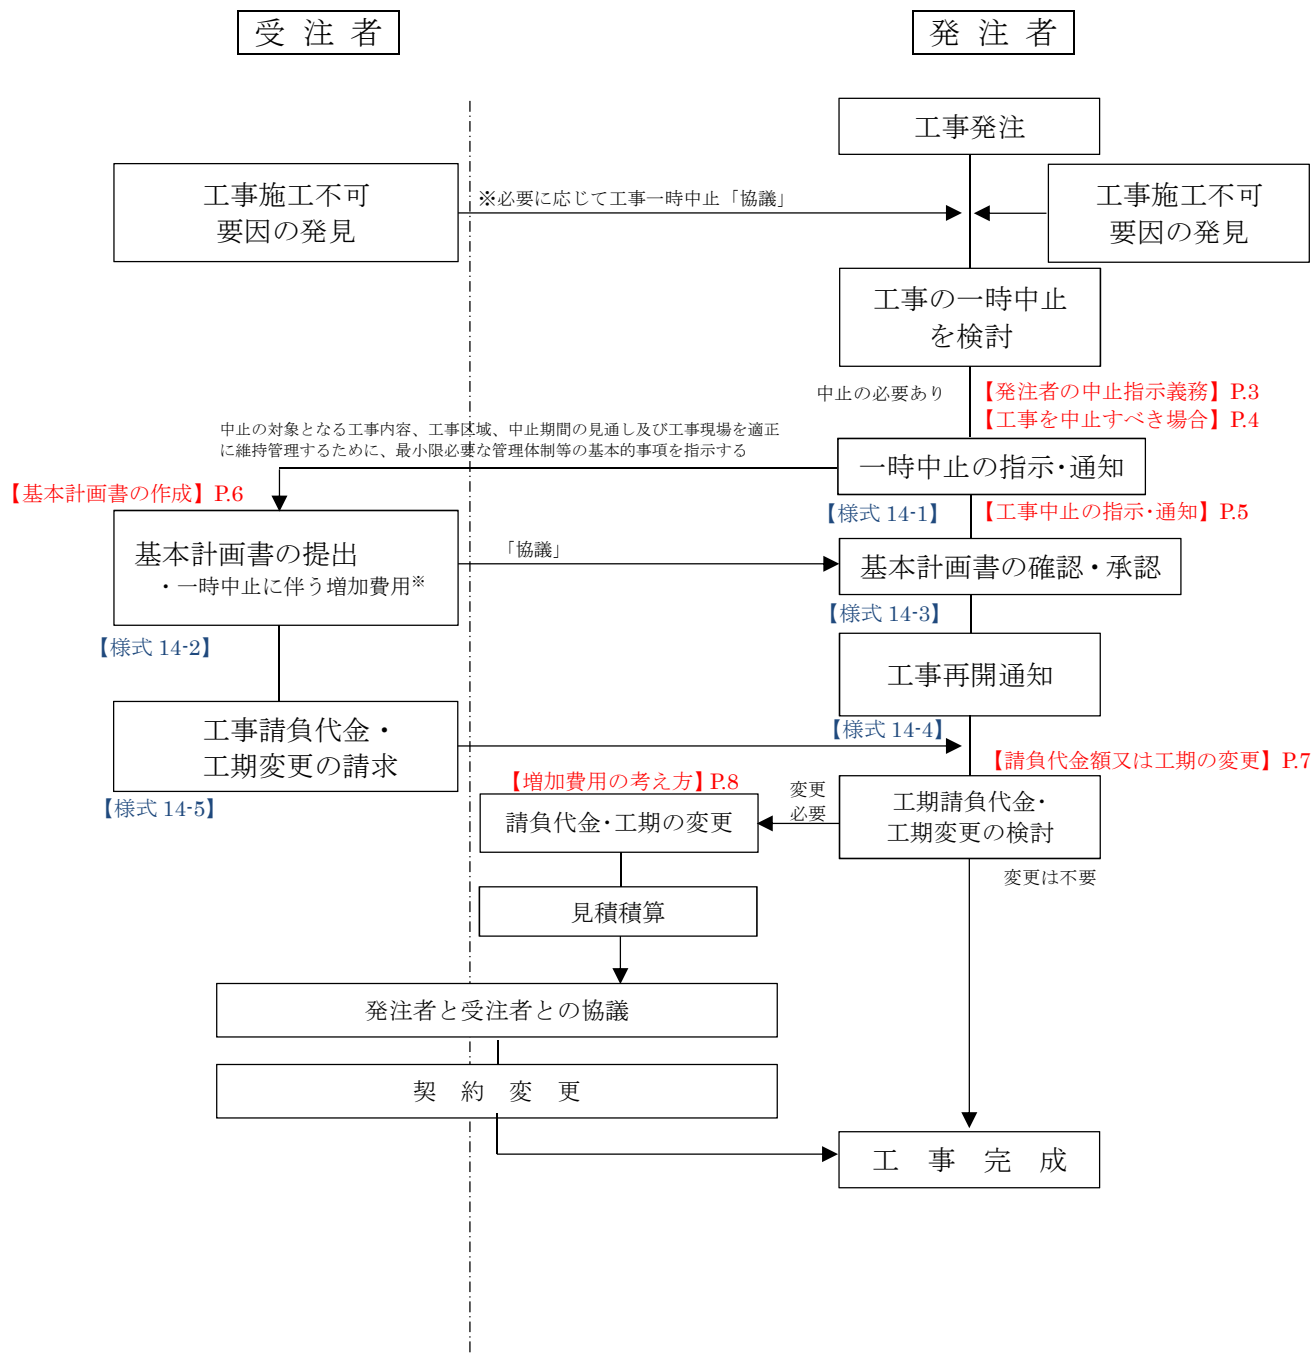 受 注 者
発 注 者
工事発注
工事施工不可
要因の発見
※必要に応じて工事一時中止「協議」
工事施工不可
要因の発見
工事の一時中止
を検討
中止の必要あり
【発注者の中止指示義務】P.3
【工事を中止すべき場合】P.4
中止の対象となる工事内容、工事区域、中止期間の見通し及び工事現場を適正
に維持管理するために、最小限必要な管理体制等の基本的事項を指示する
一時中止の指示・通知
【基本計画書の作成】P.6
【様式 14-1】
【工事中止の指示・通知】P.5
基本計画書の提出
・一時中止に伴う増加費用※
「協議」
基本計画書の確認・承認
【様式 14-3】
【様式 14-2】
工事再開通知
工事請負代金・
工期変更の請求
【様式 14-4】
【請負代金額又は工期の変更】P.7
【様式 14-5】
【増加費用の考え方】P.8
変更
必要
請負代金・工期の変更
工期請負代金・
工期変更の検討
変更は不要
見積積算
発注者と受注者との協議
契 約 変 更
工 事 完 成